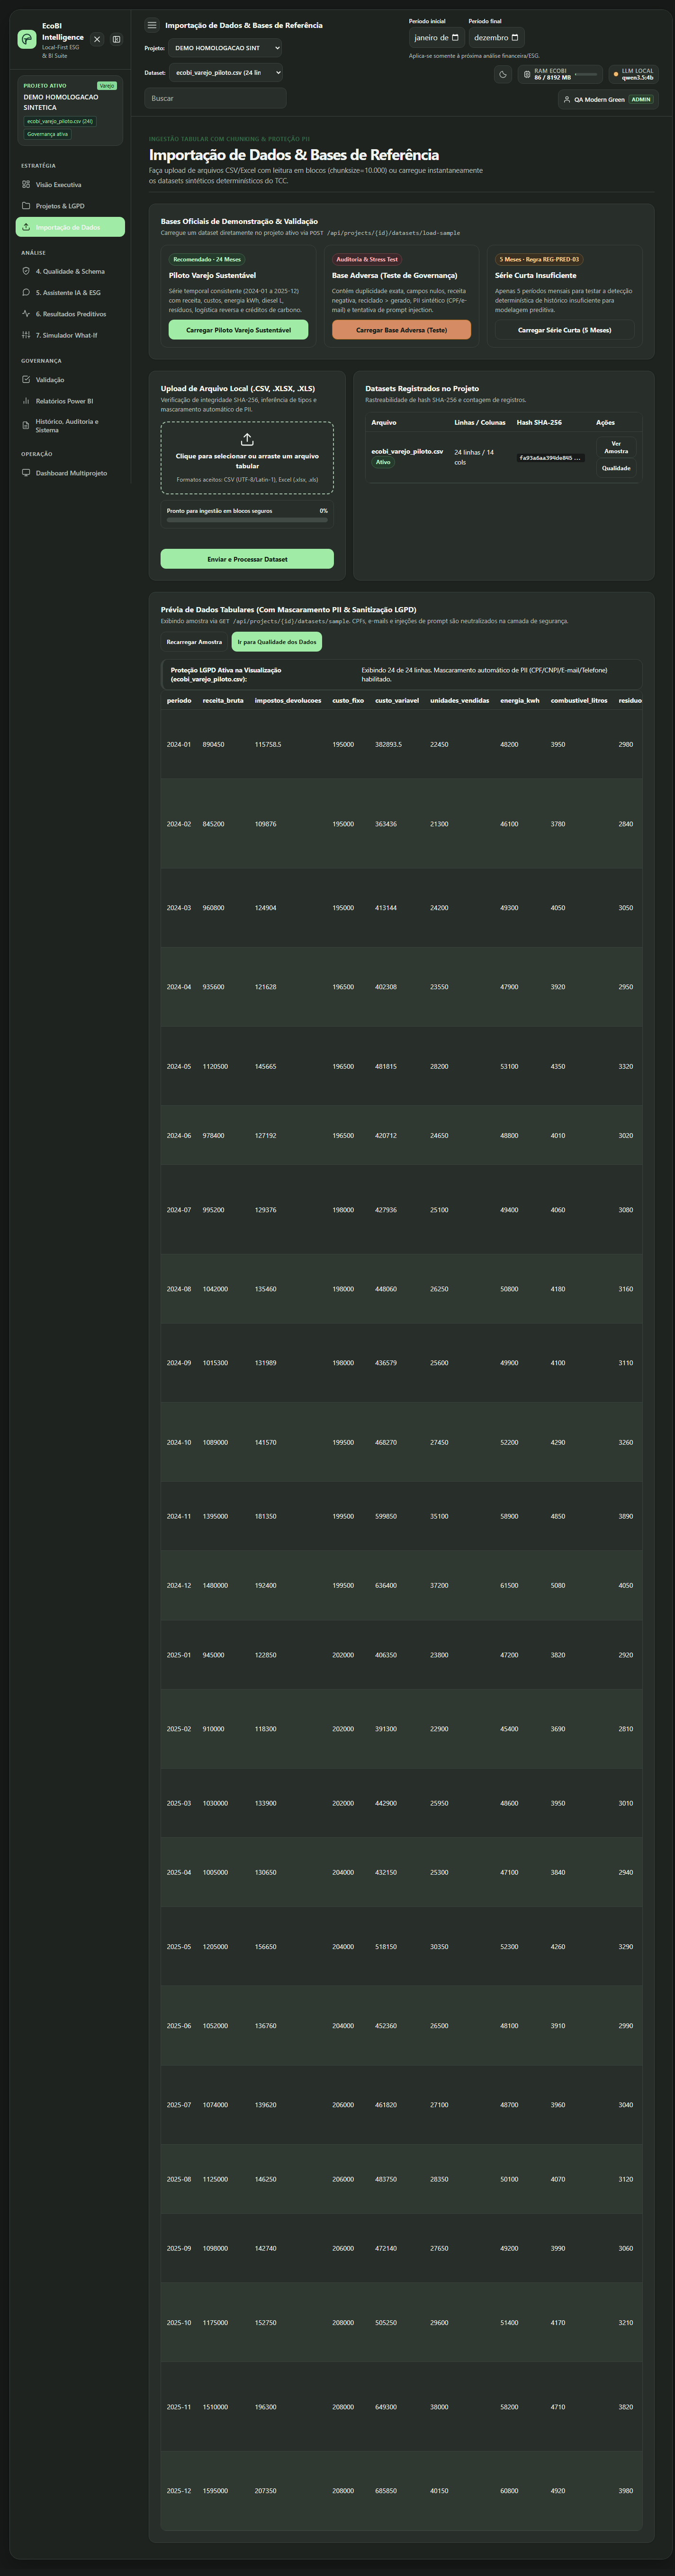 EcoBI
Intelligence
Local-First ESG
& BI Suite
PROJETO ATIVO
Varejo
DEMO HOMOLOGACAO
SINTETICA
ecobi_varejo_piloto.csv (24l)
Governança ativa
ESTRATÉGIA
Visão Executiva
Projetos & LGPD
Importação de Dados
ANÁLISE
4. Qualidade & Schema
5. Assistente IA & ESG
6. Resultados Preditivos
7. Simulador What-If
GOVERNANÇA
Validação
Relatórios Power BI
Histórico, Auditoria e
Sistema
OPERAÇÃO
Dashboard Multiprojeto
Importação de Dados & Bases de Referência
Projeto: DEMO HOMOLOGACAO SINT
Dataset: ecobi_varejo_piloto.csv (24 lin
Buscar
Período inicial
Período final
janeiro de
dezembro
Aplica-se somente à próxima análise financeira/ESG.
RAM ECOBI
86 / 8192 MB
LLM LOCAL
qwen3.5:4b
QA Modern Green ADMIN
INGESTÃO TABULAR COM CHUNKING & PROTEÇÃO PII
Importação de Dados & Bases de Referência
Faça upload de arquivos CSV/Excel com leitura em blocos (chunksize=10.000) ou carregue instantaneamente
os datasets sintéticos determinísticos do TCC.
Bases Oficiais de Demonstração & Validação
Carregue um dataset diretamente no projeto ativo via POST /api/projects/{id}/datasets/load-sample
Recomendado · 24 Meses
Piloto Varejo Sustentável
Série temporal consistente (2024-01 a 2025-12)
com receita, custos, energia kWh, diesel L,
resíduos, logística reversa e créditos de carbono.
Carregar Piloto Varejo Sustentável
Auditoria & Stress Test
Base Adversa (Teste de Governança)
Contém duplicidade exata, campos nulos, receita
negativa, reciclado > gerado, PII sintético (CPF/e-
mail) e tentativa de prompt injection.
Carregar Base Adversa (Teste)
5 Meses · Regra REG-PRED-03
Série Curta Insuficiente
Apenas 5 períodos mensais para testar a detecção
determinística de histórico insuficiente para
modelagem preditiva.
Carregar Série Curta (5 Meses)
Upload de Arquivo Local (.CSV, .XLSX, .XLS)
Verificação de integridade SHA-256, inferência de tipos e
mascaramento automático de PII.
Clique para selecionar ou arraste um arquivo
tabular
Formatos aceitos: CSV (UTF-8/Latin-1), Excel (.xlsx, .xls)
Pronto para ingestão em blocos seguros 0%
Enviar e Processar Dataset
Datasets Registrados no Projeto
Rastreabilidade de hash SHA-256 e contagem de registros.
Arquivo Linhas / Colunas Hash SHA-256 Ações
ecobi_varejo_piloto.csv
Ativo
24 linhas / 14
cols
fa93a6aa394de845 ...
Ver
Amostra
Qualidade
Prévia de Dados Tabulares (Com Mascaramento PII & Sanitização LGPD)
Exibindo amostra via GET /api/projects/{id}/datasets/sample. CPFs, e-mails e injeções de prompt são neutralizados na camada de segurança.
Recarregar Amostra
Ir para Qualidade dos Dados
Proteção LGPD Ativa na Visualização
(ecobi_varejo_piloto.csv):
Exibindo 24 de 24 linhas. Mascaramento automático de PII (CPF/CNPJ/E-mail/Telefone)
habilitado.
periodo receita_bruta impostos_devolucoes custo_fixo custo_variavel unidades_vendidas energia_kwh combustivel_litros residuo
2024-01 890450 115758.5 195000 382893.5 22450 48200 3950 2980
2024-02 845200 109876 195000 363436 21300 46100 3780 2840
2024-03 960800 124904 195000 413144 24200 49300 4050 3050
2024-04 935600 121628 196500 402308 23550 47900 3920 2950
2024-05 1120500 145665 196500 481815 28200 53100 4350 3320
2024-06 978400 127192 196500 420712 24650 48800 4010 3020
2024-07 995200 129376 198000 427936 25100 49400 4060 3080
2024-08 1042000 135460 198000 448060 26250 50800 4180 3160
2024-09 1015300 131989 198000 436579 25600 49900 4100 3110
2024-10 1089000 141570 199500 468270 27450 52200 4290 3260
2024-11 1395000 181350 199500 599850 35100 58900 4850 3890
2024-12 1480000 192400 199500 636400 37200 61500 5080 4050
2025-01 945000 122850 202000 406350 23800 47200 3820 2920
2025-02 910000 118300 202000 391300 22900 45400 3690 2810
2025-03 1030000 133900 202000 442900 25950 48600 3950 3010
2025-04 1005000 130650 204000 432150 25300 47100 3840 2940
2025-05 1205000 156650 204000 518150 30350 52300 4260 3290
2025-06 1052000 136760 204000 452360 26500 48100 3910 2990
2025-07 1074000 139620 206000 461820 27100 48700 3960 3040
2025-08 1125000 146250 206000 483750 28350 50100 4070 3120
2025-09 1098000 142740 206000 472140 27650 49200 3990 3060
2025-10 1175000 152750 208000 505250 29600 51400 4170 3210
2025-11 1510000 196300 208000 649300 38000 58200 4710 3820
2025-12 1595000 207350 208000 685850 40150 60800 4920 3980